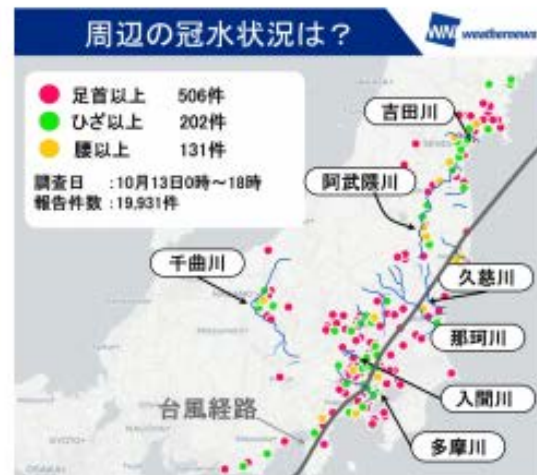 周辺の冠水状況は？
WN weathernews
足首以上 506件
ひざ以上 202件
腰以上 131件
調査日 :10月13日0時～18時
報告件数 :19,931件
吉田川
阿武隈川
千曲川
久慈川
那珂川
入間川
多摩川
台風経路